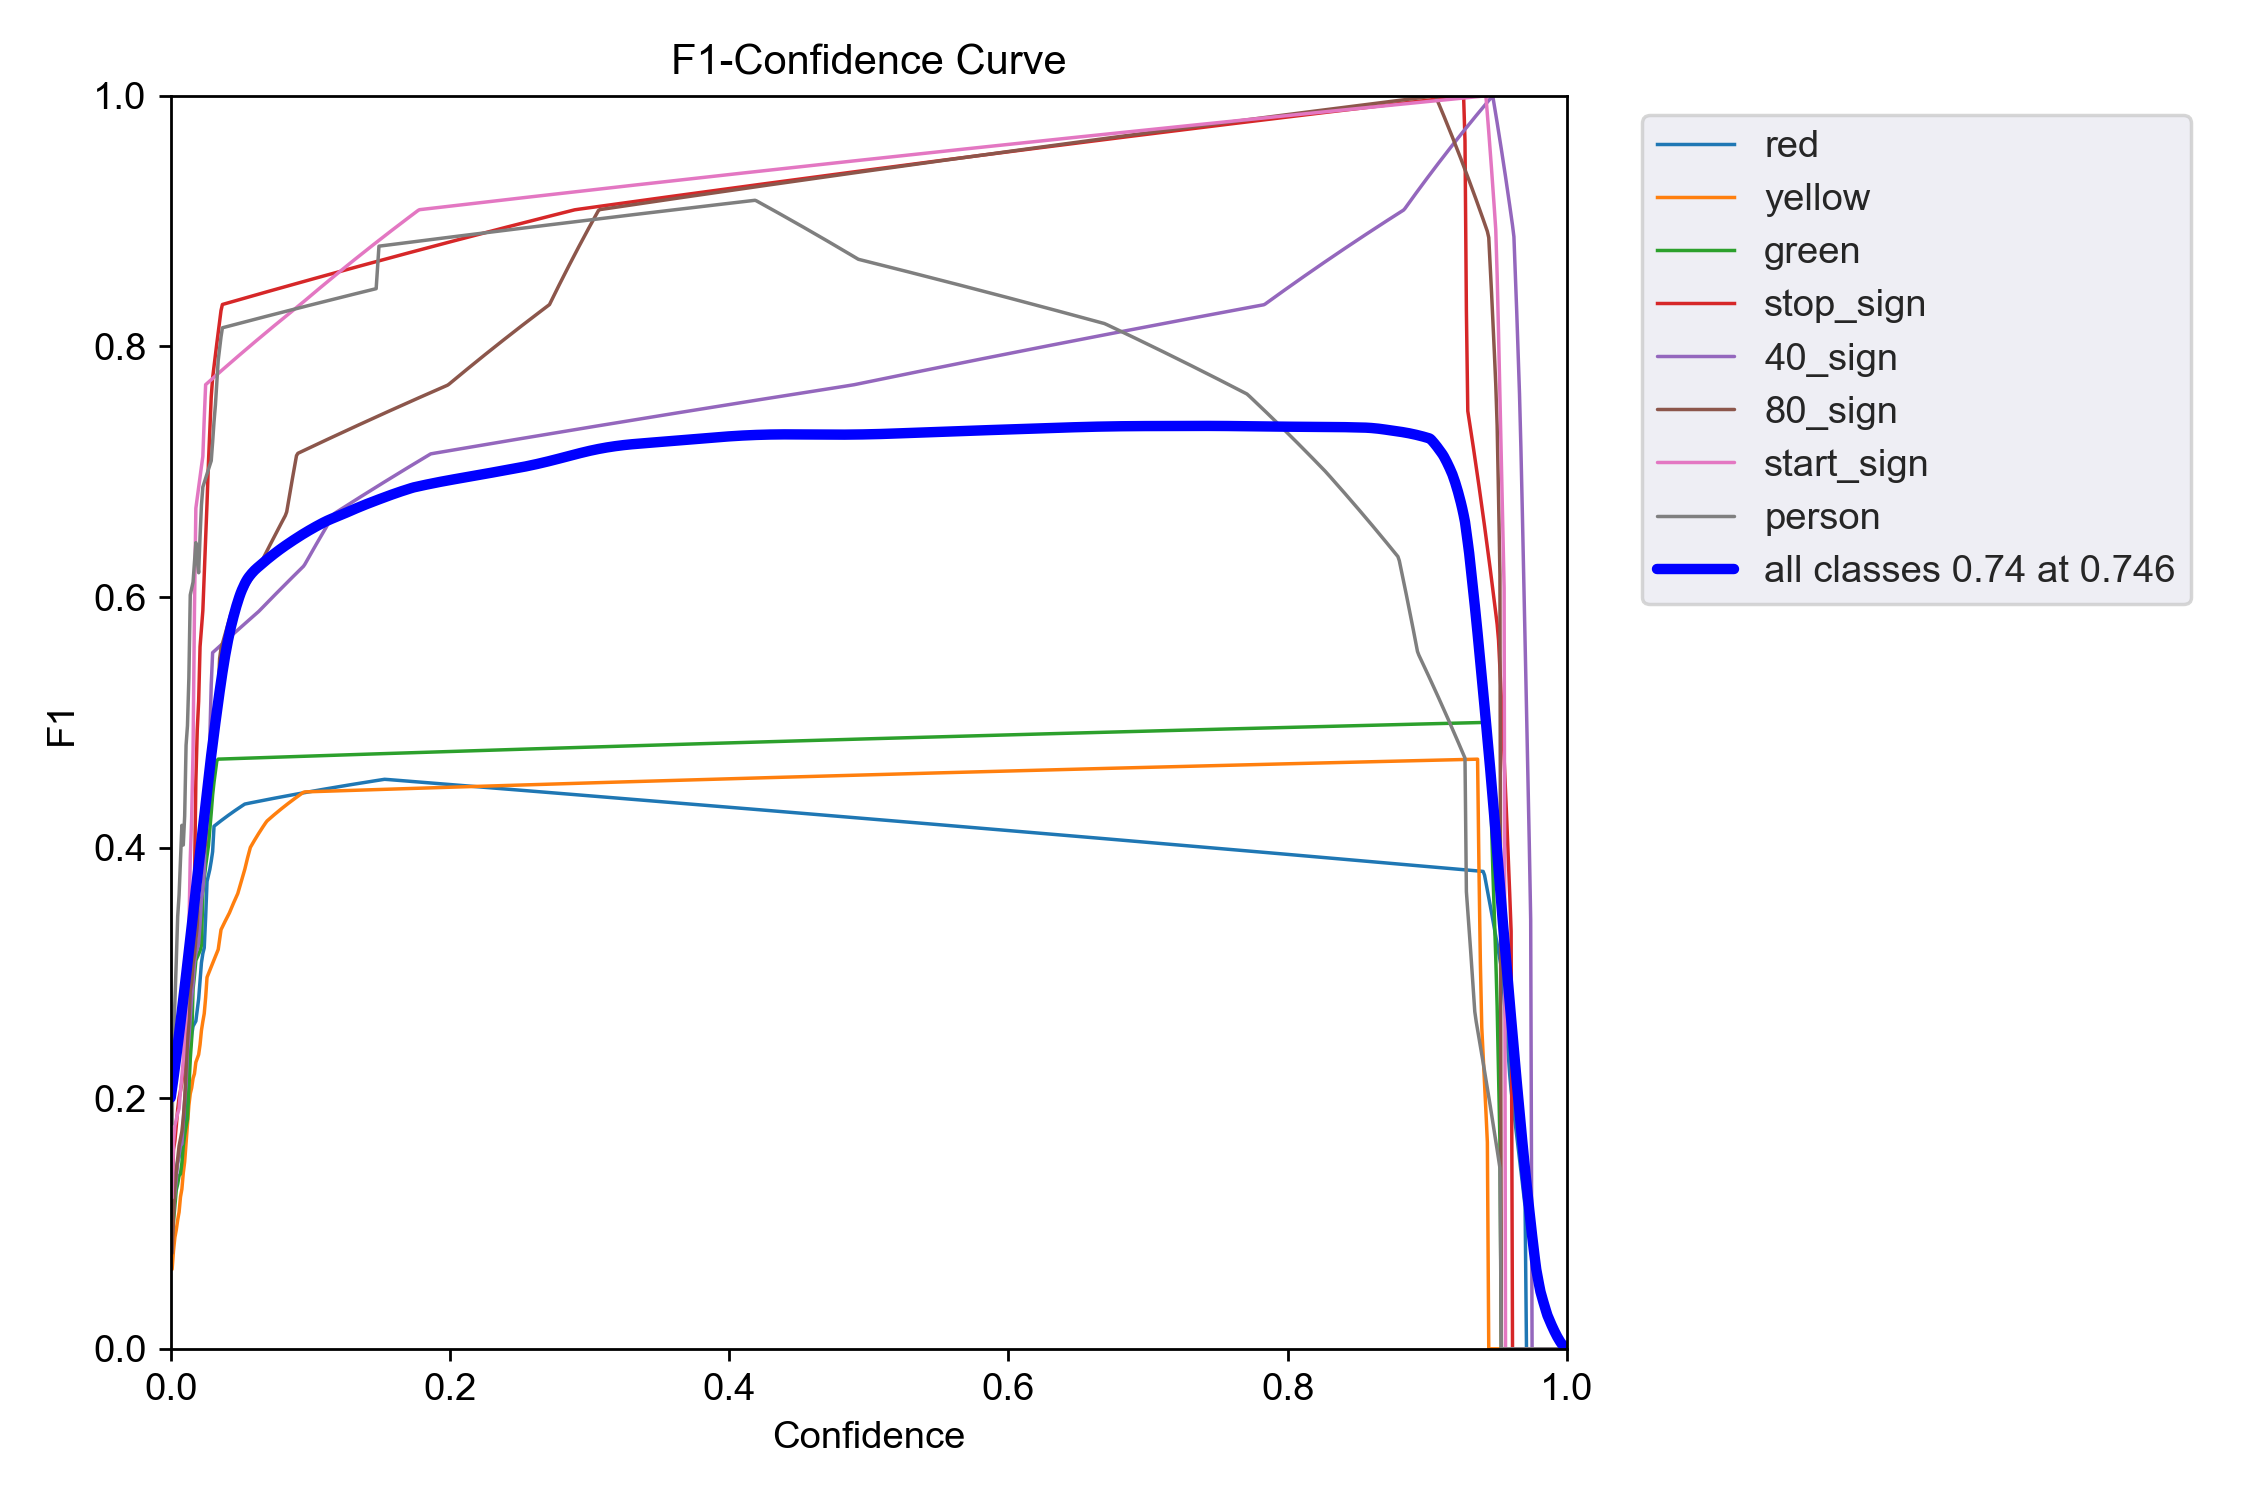 F1-Confidence Curve
1.0
0.8
0.6
0.4
0.2
0.0
F1
0.0 0.2 0.4 0.6 0.8 1.0
Confidence
red
yellow
green
stop_sign
40_sign
80_sign
start_sign
person
all classes 0.74 at 0.746